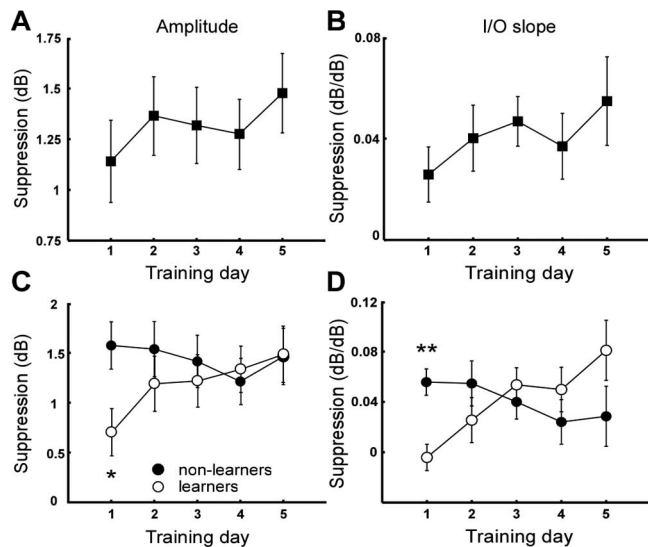 A
Amplitude
Suppression (dB)
1.75
1.5
1.25
1
0.75
1 2 3 4 5
Training day
B
I/O slope
Suppression (dB/dB)
0.08
0.04
0
1 2 3 4 5
Training day
C
Suppression (dB)
2
1.5
1
0.5
0
*
non-learners
learners
1 2 3 4 5
Training day
D
Suppression (dB/dB)
0.12
0.08
0.04
0
**
1 2 3 4 5
Training day